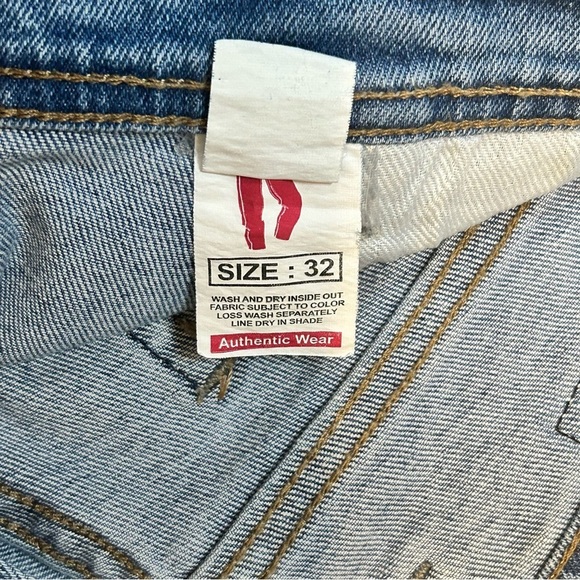 SIZE : 32
WASH AND DRY INSIDE OUT
FABRIC SUBJECT TO COLOR
LOSS WASH SEPARATELY
LINE DRY IN SHADE
Authentic Wear